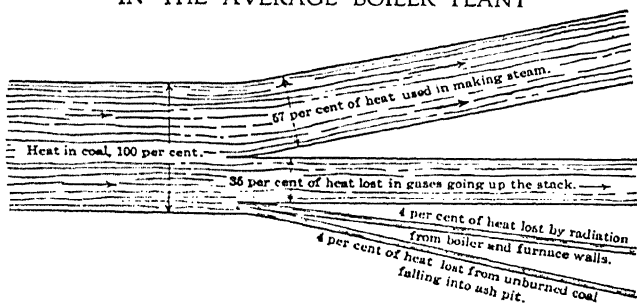 IN THE AVERAGE BOILER PLANT
57 per cent of heat used in making steam.
Heat in coal, 100 per cent.
35 per cent of heat lost in gases going up the stack.
4 per cent of heat lost by radiation
from boiler and furnace walls.
4 per cent of heat lost from unburned coal
falling into ash pit.